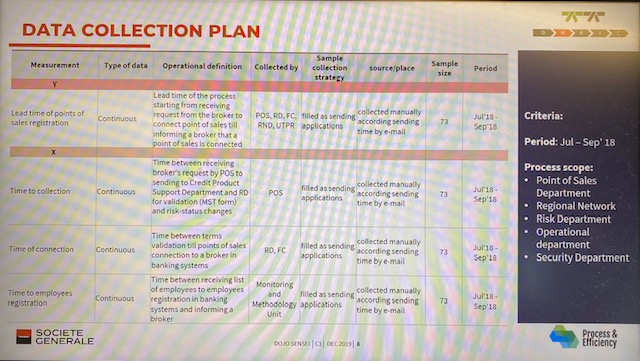 DATA COLLECTION PLAN
D M A I C
Measurement
Type of data
Operational definition
Collected by
Sample
collection
strategy
source/place
Sample
size
Period
Y
Lead time of points of
sales registration
Continuous
Lead time of the process
starting from receiving
request from the broker to
connect point of sales till
informing a broker that a
point of sales is connected
POS, RD, FC,
RND, UTPR
filled as sending
applications
collected manually
according sending
time by e-mail
73
Jul'18 -
Sep'18
X
Time to collection
Continuous
Time between receiving
broker's request by POS to
sending to Credit Product
Support Department and RD
for validation (MST form)
and risk-status changes
POS
filled as sending
applications
collected manually
according sending
time by e-mail
73
Jul'18 -
Sep'18
Time of connection
Continuous
Time between terms
validation till points of sales
connection to a broker in
banking systems
RD, FC
filled as sending
applications
collected manually
according sending
time by e-mail
73
Jul'18 -
Sep'18
Time to employees
registration
Continuous
Time between receiving list
of employees to employees
registration in banking
systems and informing a
broker
Monitoring
and
Methodology
Unit
filled as sending
applications
collected manually
according sending
time by e-mail
73
Jul'18 -
Sep'18
Criteria:
Period: Jul – Sep' 18
Process scope:
• Point of Sales
Department
• Regional Network
• Risk Department
• Operational
department
• Security Department
SOCIETE
GENERALE
DOJO SENSEI | C1 | DEC 2019 | 8
Process &
Efficiency